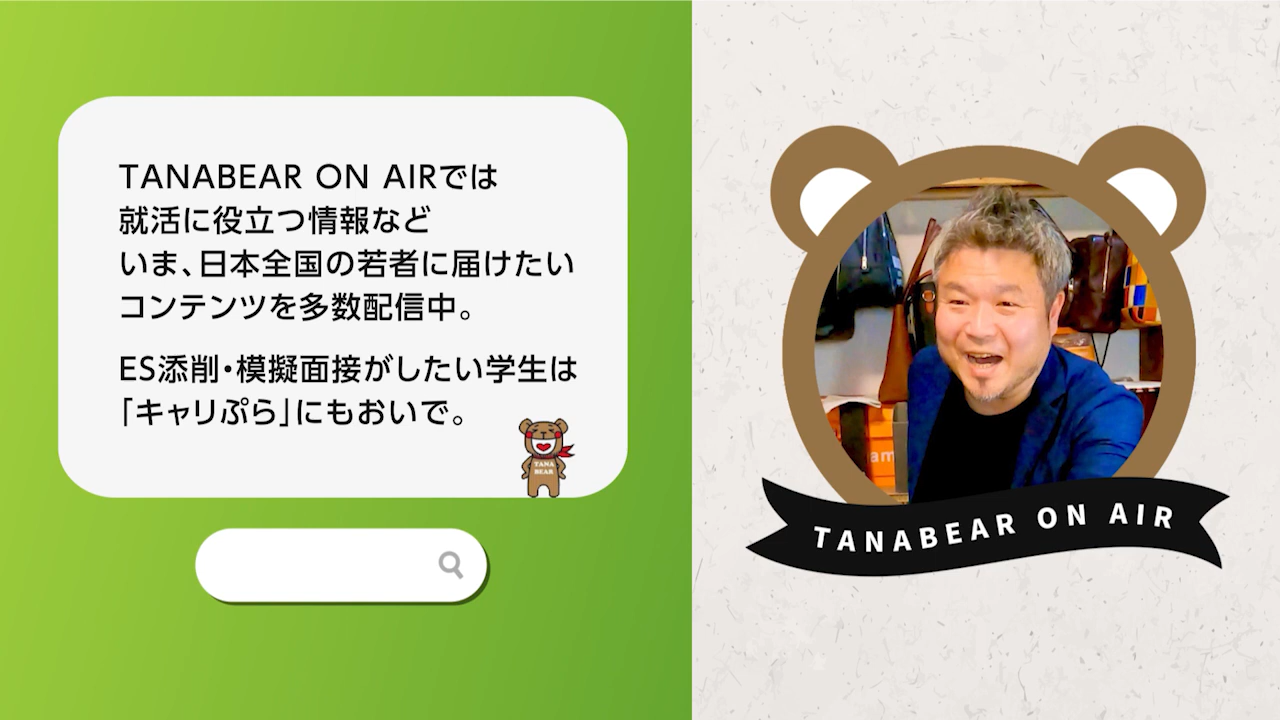 TANABEAR ON AIRでは
就活に役立つ情報など
いま、日本全国の若者に届けたい
コンテンツを多数配信中。
ES添削・模擬面接がしたい学生は
「キャリぷら」にもおいで。
TANA
BEAR
am
TANABEAR ON AIR